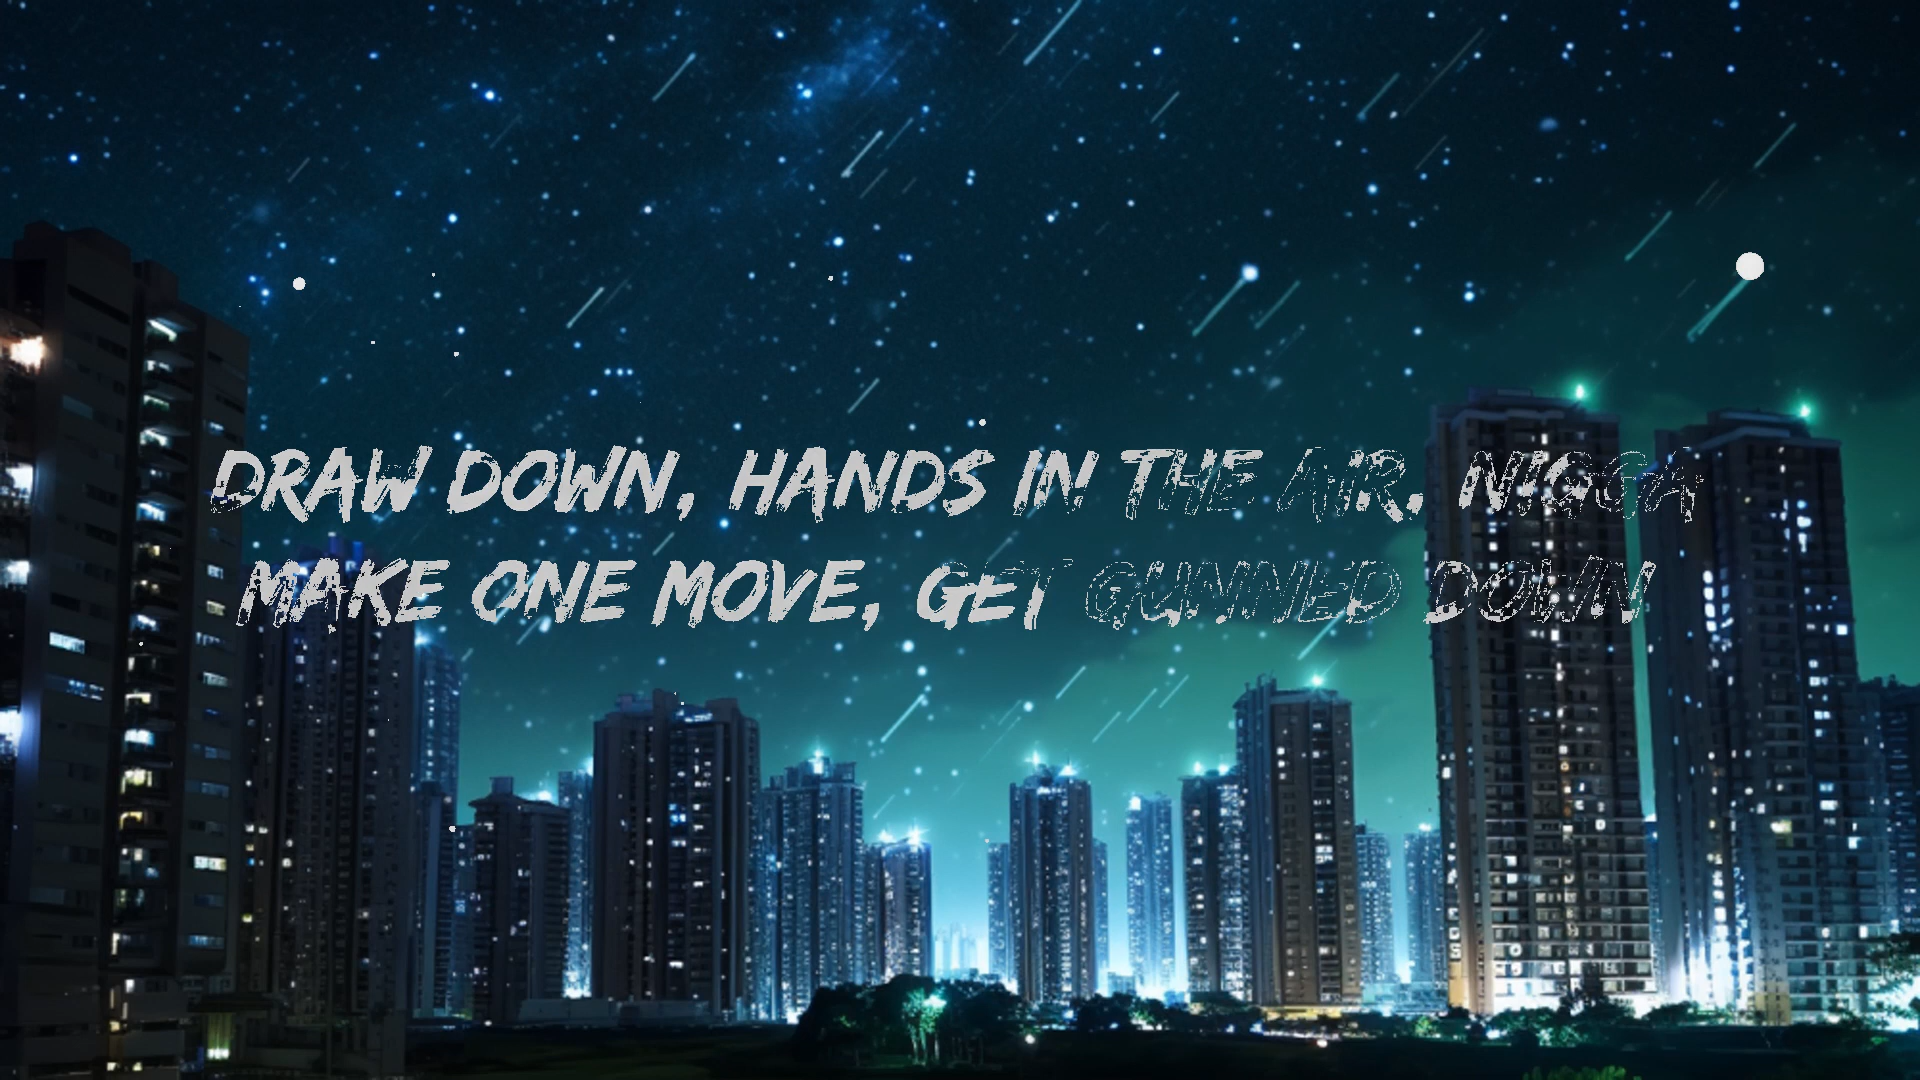 DRAW DOWN, HANDS IN THE AIR, NIGGA
MAKE ONE MOVE, GET GUNNED DOWN